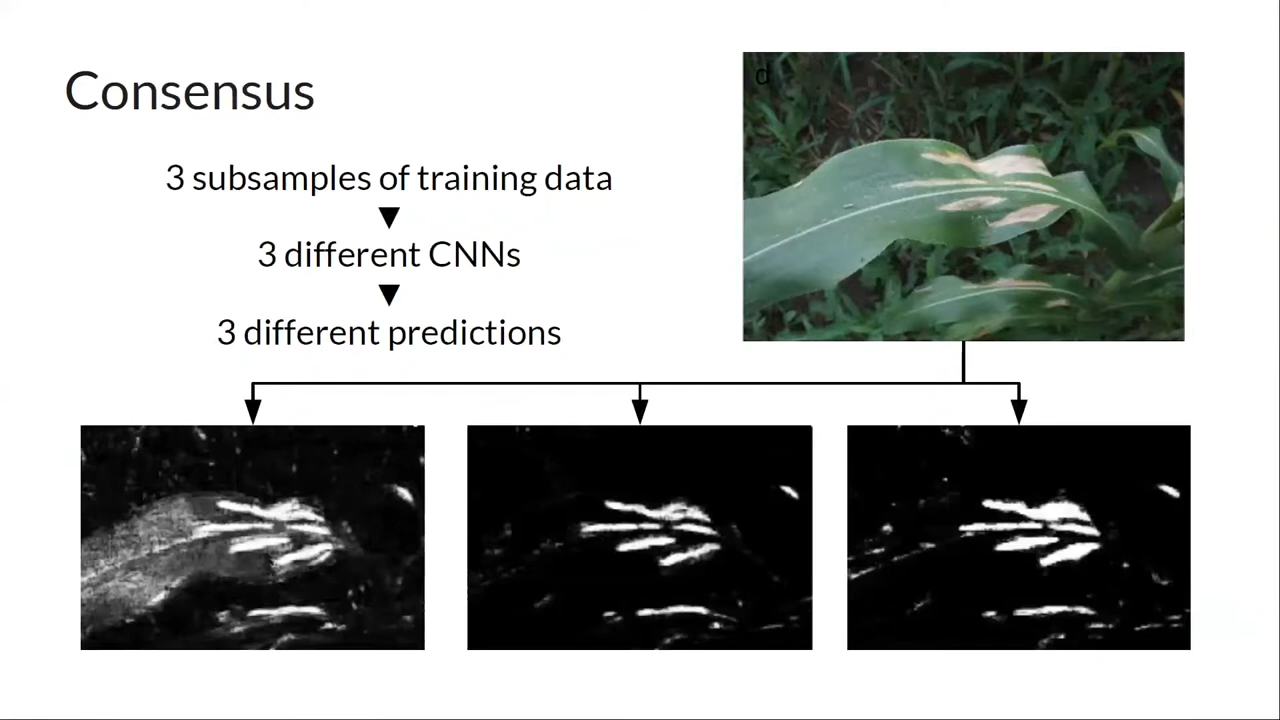 Consensus
3 subsamples of training data
3 different CNNs
3 different predictions
d